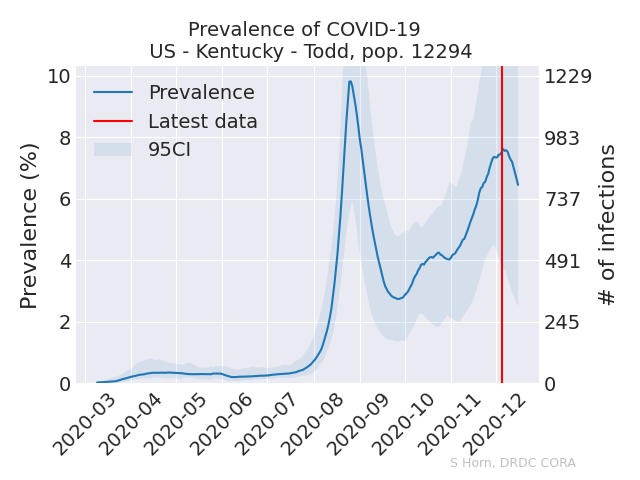 Prevalence of COVID-19
US - Kentucky - Todd, pop. 12294
Prevalence
Latest data
95CI
Prevalence (%)
10
8
6
4
2
0
1229
983
737
491
245
0
# of infections
2020-03
2020-04
2020-05
2020-06
2020-07
2020-08
2020-09
2020-10
2020-11
2020-12
S Horn, DRDC CORA